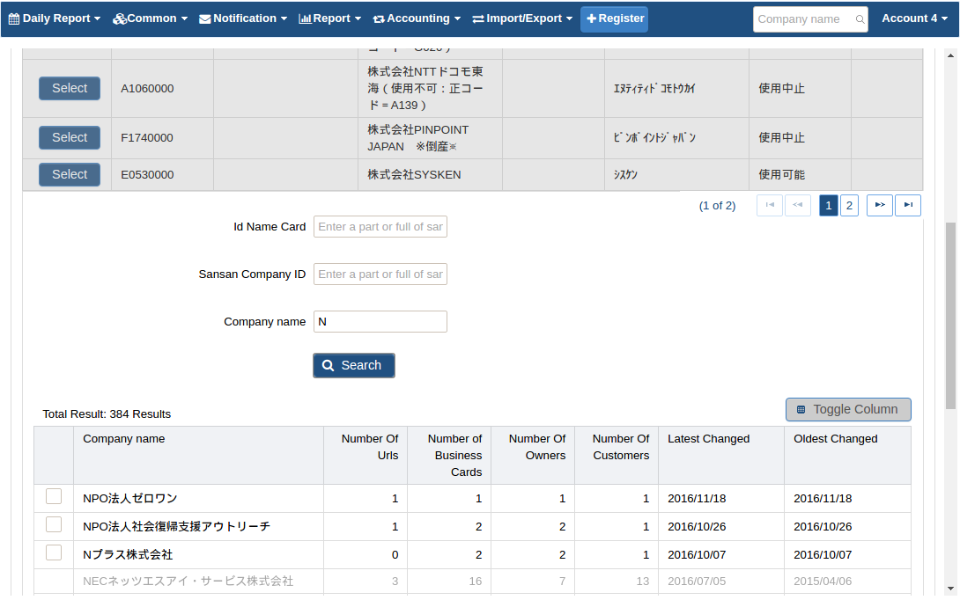 Daily Report Common Notification Report Accounting Import/Export Register Company name Account 4
Select A1060000 株式会社NTTドコモ東 ｴﾇﾃｨﾃｨﾄﾞｺﾓﾄｳｶｲ 使用中止
海（使用不可：正コー
ド＝A139）
Select F1740000 株式会社PINPOINT ﾋﾟﾝﾎﾟｲﾝﾄｼﾞｬﾊﾟﾝ 使用中止
JAPAN ※倒産※
Select E0530000 株式会社SYSKEN ｼｽｹﾝ 使用可能
(1 of 2) 1 2
Id Name Card Enter a part or full of sar
Sansan Company ID Enter a part or full of sar
Company name N
Search
Total Result: 384 Results Toggle Column
Company name Number Of Urls Number of Business Cards Number Of Owners Number Of Customers Latest Changed Oldest Changed
NPO法人ゼロワン 1 1 1 1 2016/11/18 2016/11/18
NPO法人社会復帰支援アウトリーチ 1 2 2 1 2016/10/26 2016/10/26
Nプラス株式会社 0 2 2 1 2016/10/07 2016/10/07
NECネッツエスアイ・サービス株式会社 3 16 7 13 2016/07/05 2015/04/06